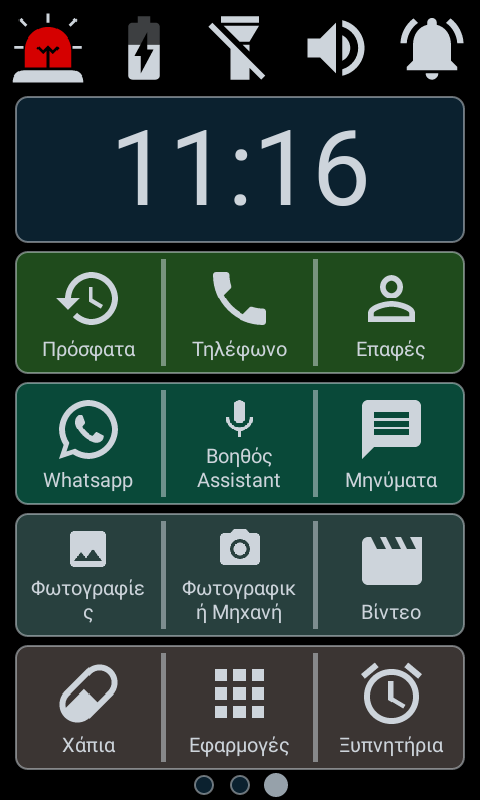 11:16
Πρόσφατα
Τηλέφωνο
Επαφές
Whatsapp
Βοηθός
Assistant
Μηνύματα
Φωτογραφίε
ς
Φωτογραφικ
ή Μηχανή
Βίντεο
Χάπια
Εφαρμογές
Ξυπνητήρια